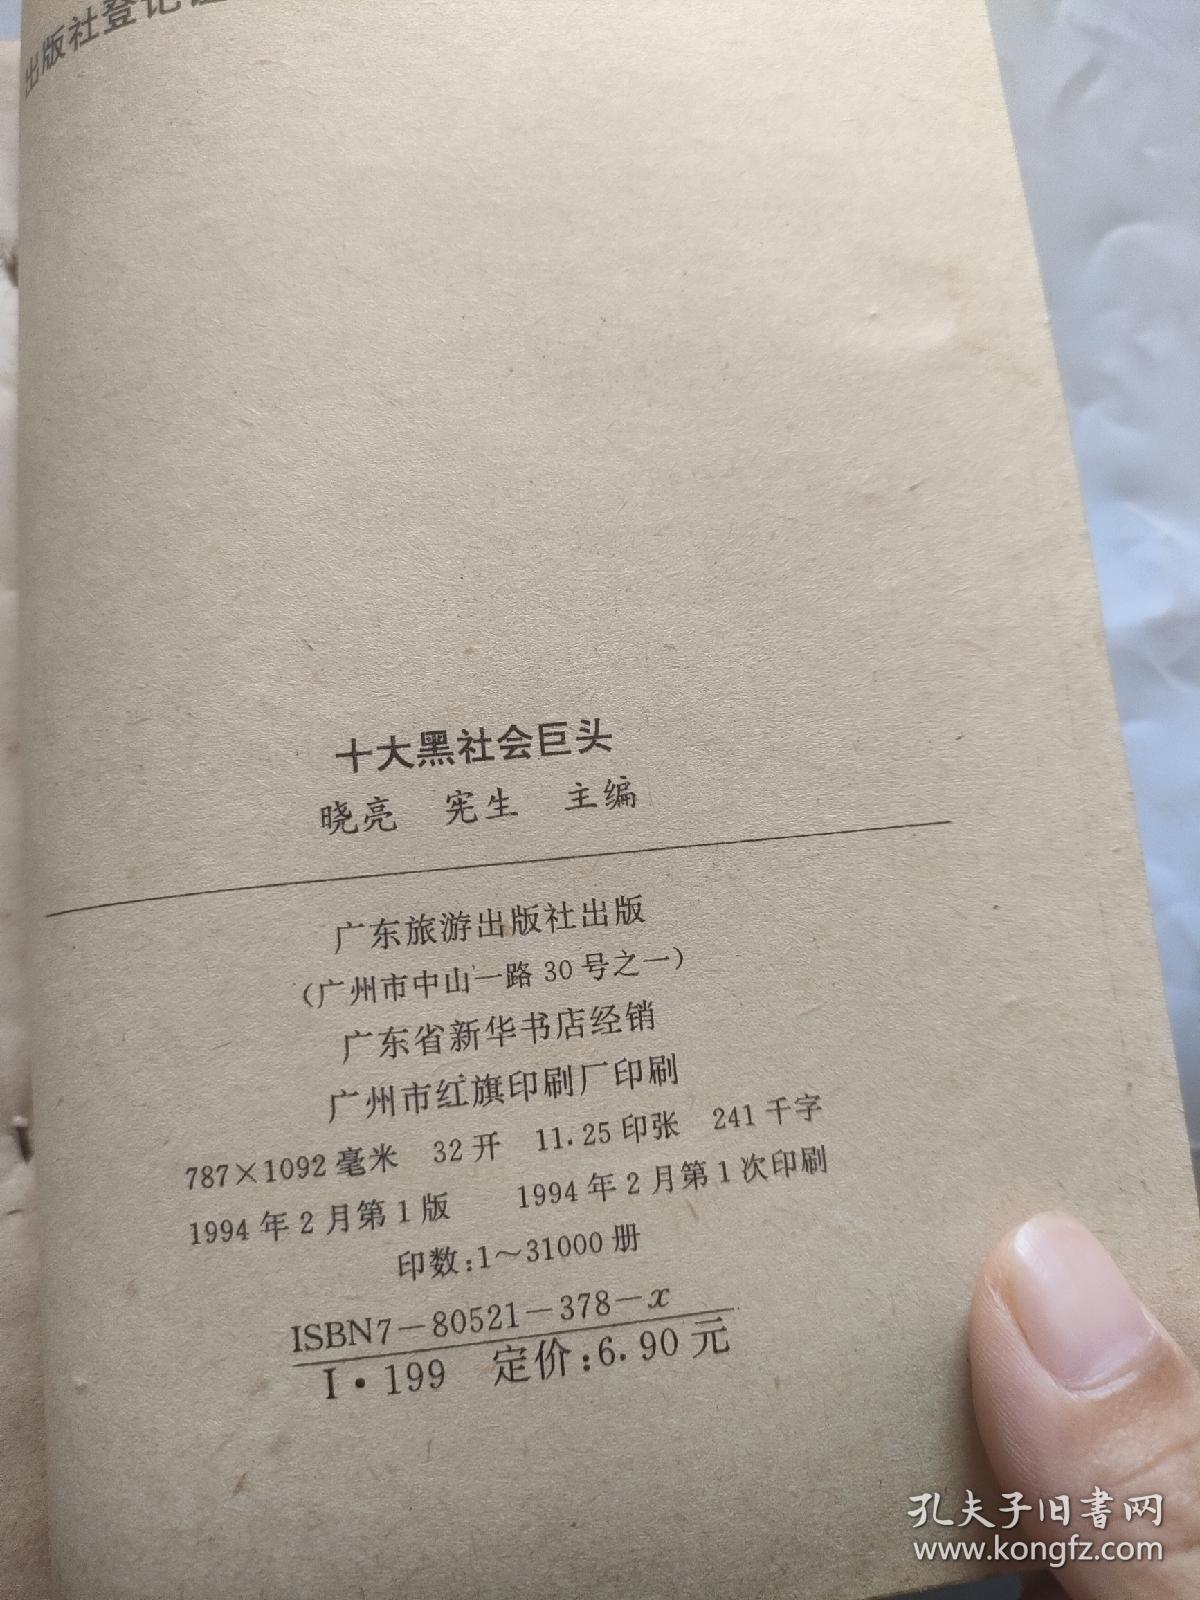 出版社登记
十大黑社会巨头
晓亮 宪生 主编
广东旅游出版社出版
(广州市中山一路30号之一)
广东省新华书店经销
广州市红旗印刷厂印刷
787×1092毫米 32开 11.25印张 241千字
1994年2月第1版 1994年2月第1次印刷
印数:1~31000册
ISBN7-80521-378-x
I·199 定价:6.90元
孔夫子旧书网
www.kongfz.com